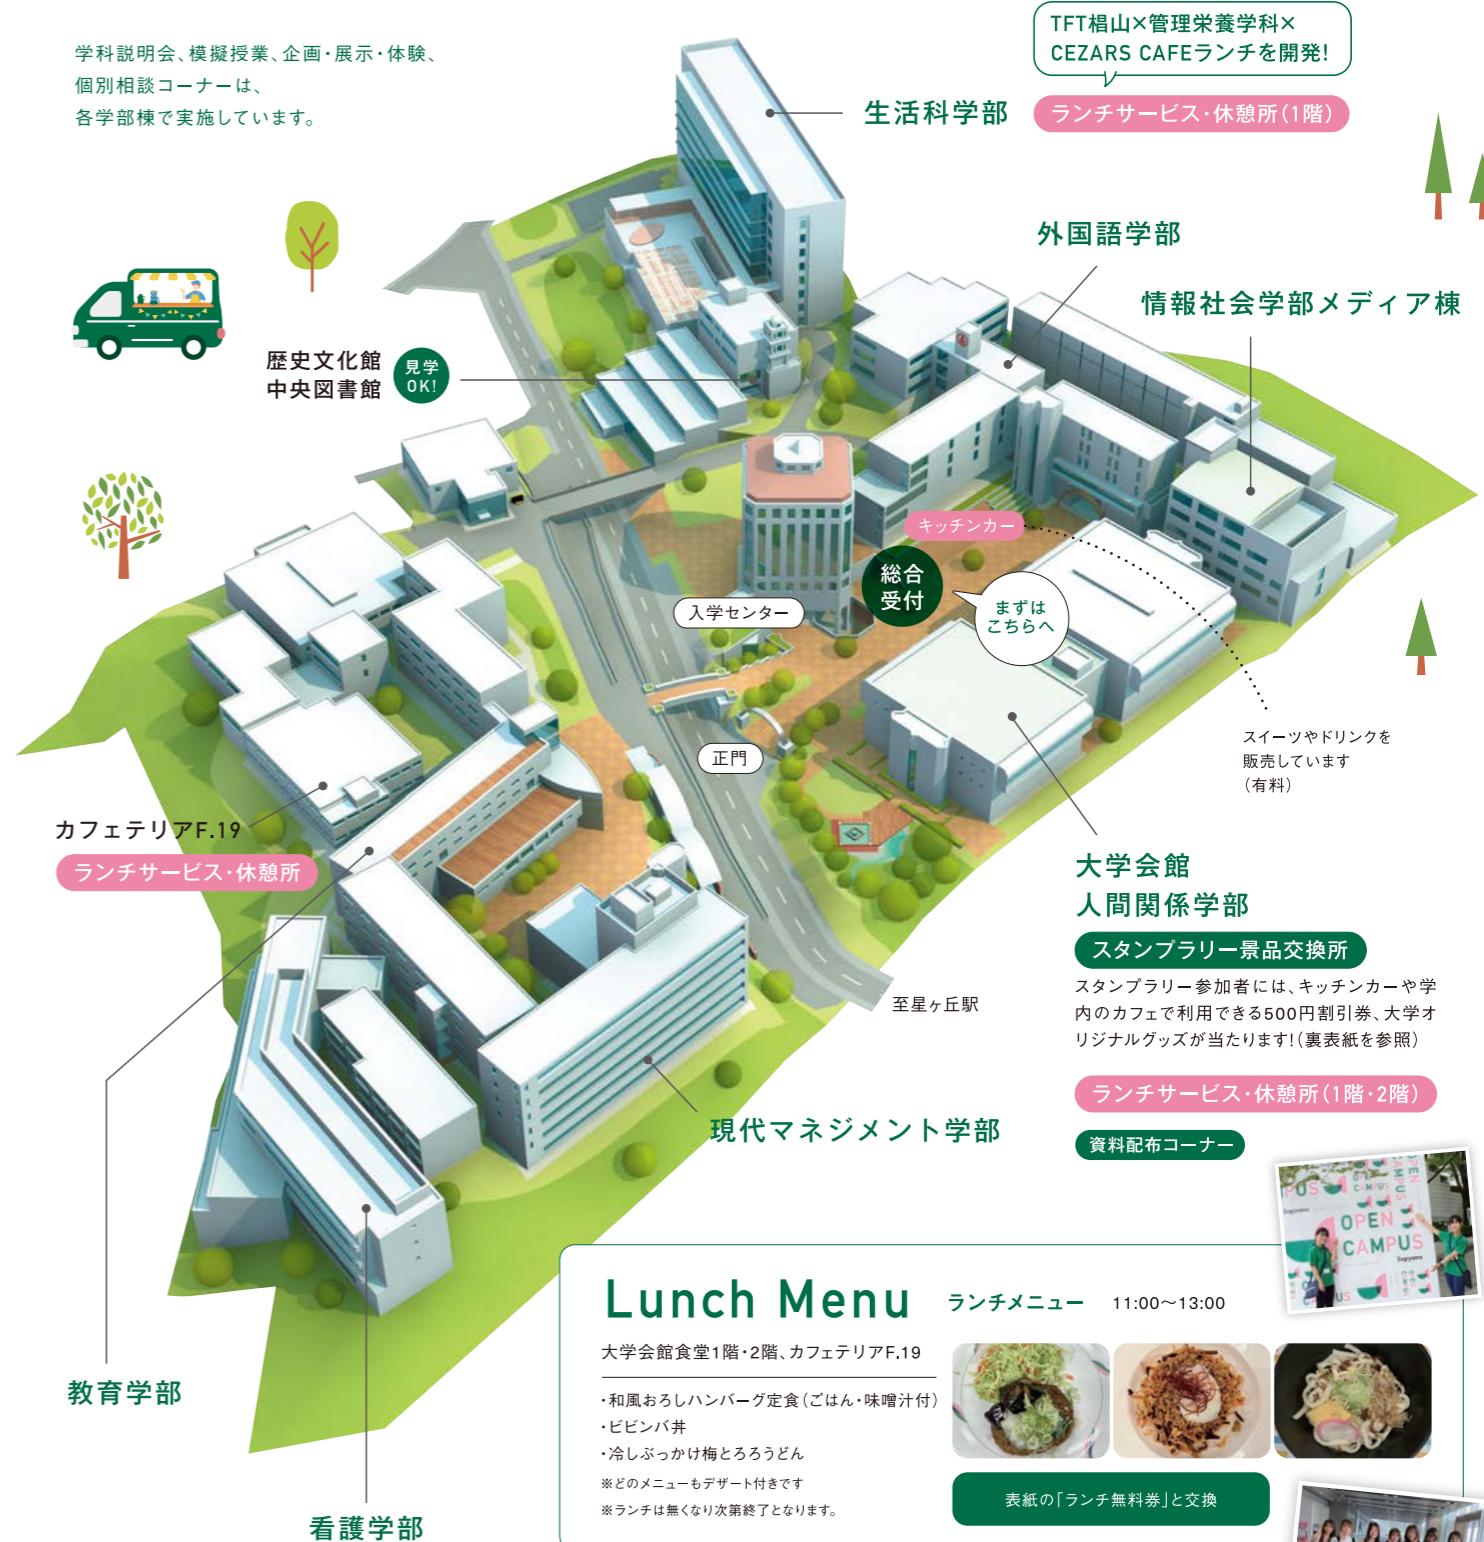 学科説明会、模擬授業、企画・展示・体験、
個別相談コーナーは、
各学部棟で実施しています。
TFT椙山×管理栄養学科×
CEZARS CAFEランチを開発!
生活科学部
ランチサービス・休憩所(1階)
外国語学部
情報社会学部メディア棟
歴史文化館
中央図書館
見学
OK!
キッチンカー
総合
受付
まずは
こちらへ
入学センター
正門
スイーツやドリンクを
販売しています
(有料)
カフェテリアF.19
ランチサービス・休憩所
大学会館
人間関係学部
スタンプラリー景品交換所
スタンプラリー参加者には、キッチンカーや学
内のカフェで利用できる500円割引券、大学オ
リジナルグッズが当たります!(裏表紙を参照)
ランチサービス・休憩所(1階・2階)
資料配布コーナー
至星ヶ丘駅
現代マネジメント学部
教育学部
看護学部
OPEN
CAMPUS
Sugiyama
Lunch Menu
ランチメニュー 11:00〜13:00
大学会館食堂1階・2階、カフェテリアF.19
・和風おろしハンバーグ定食(ごはん・味噌汁付)
・ビビンバ丼
・冷しぶっかけ梅とろろうどん
※どのメニューもデザート付きです
※ランチは無くなり次第終了となります。
表紙の「ランチ無料券」と交換